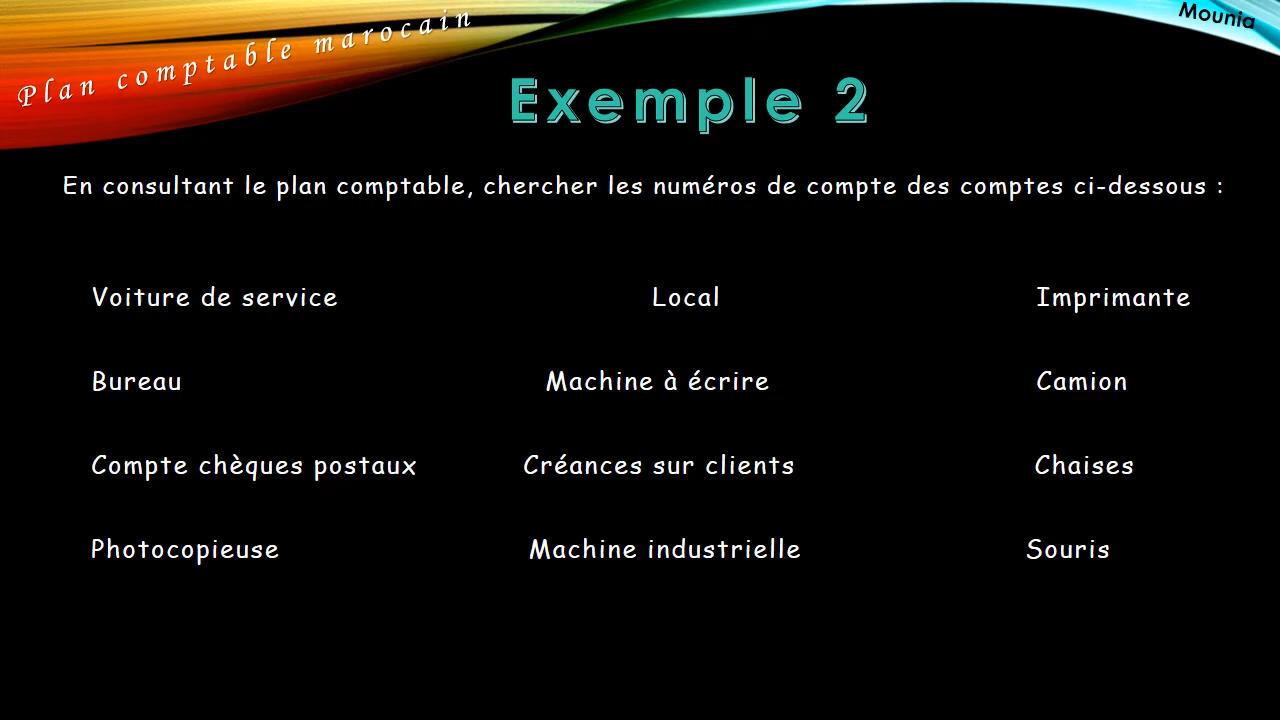 Plan comptable marocain
Mounia
Exemple 2
En consultant le plan comptable, chercher les numéros de compte des comptes ci-dessous :
Voiture de service Local Imprimante
Bureau Machine à écrire Camion
Compte chèques postaux Créances sur clients Chaises
Photocopieuse Machine industrielle Souris